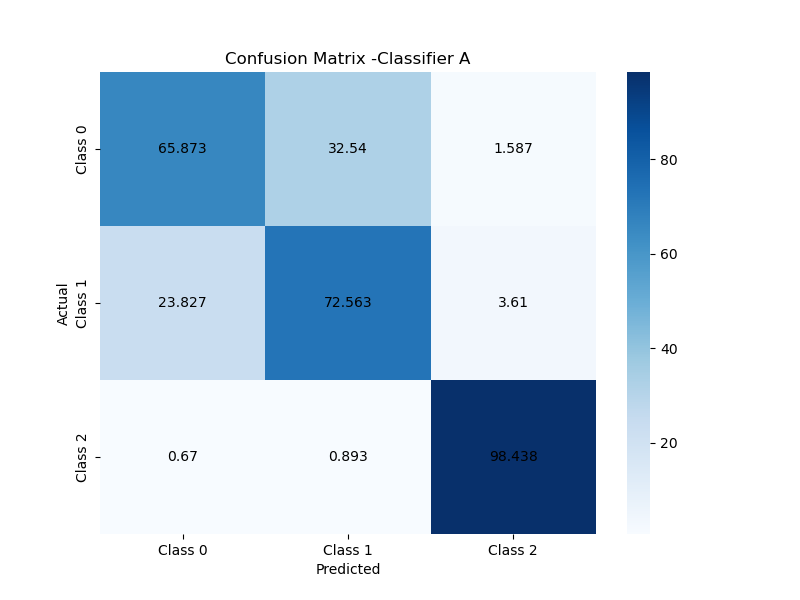 Confusion Matrix -Classifier A
Class 0
65.873 32.54 1.587
80
60
Actual
Class 1
23.827 72.563 3.61
40
Class 2
0.67 0.893 98.438
20
Class 0 Class 1 Class 2
Predicted